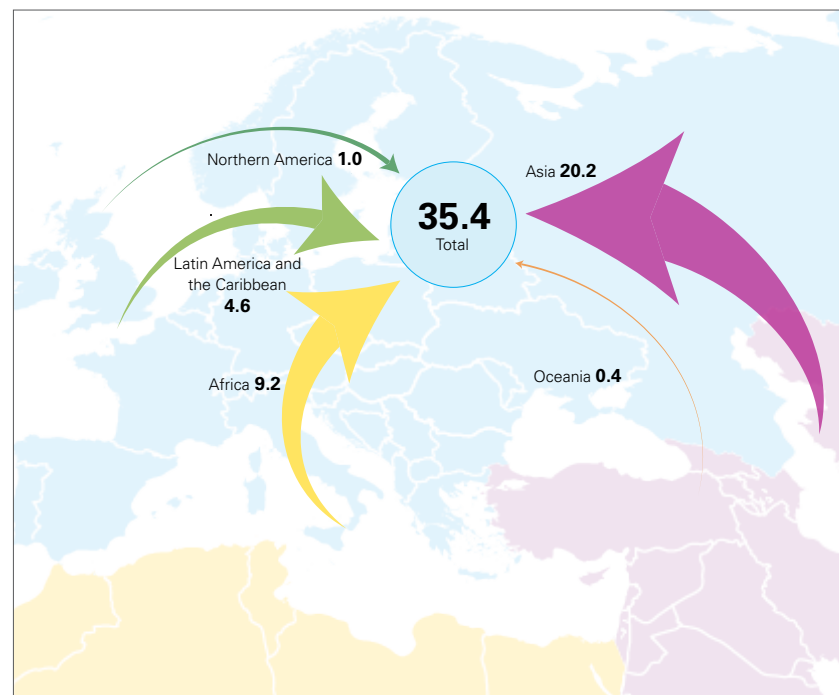 Northern America 1.0
Asia 20.2
35.4
Total
Latin America and
the Caribbean
4.6
Africa 9.2
Oceania 0.4